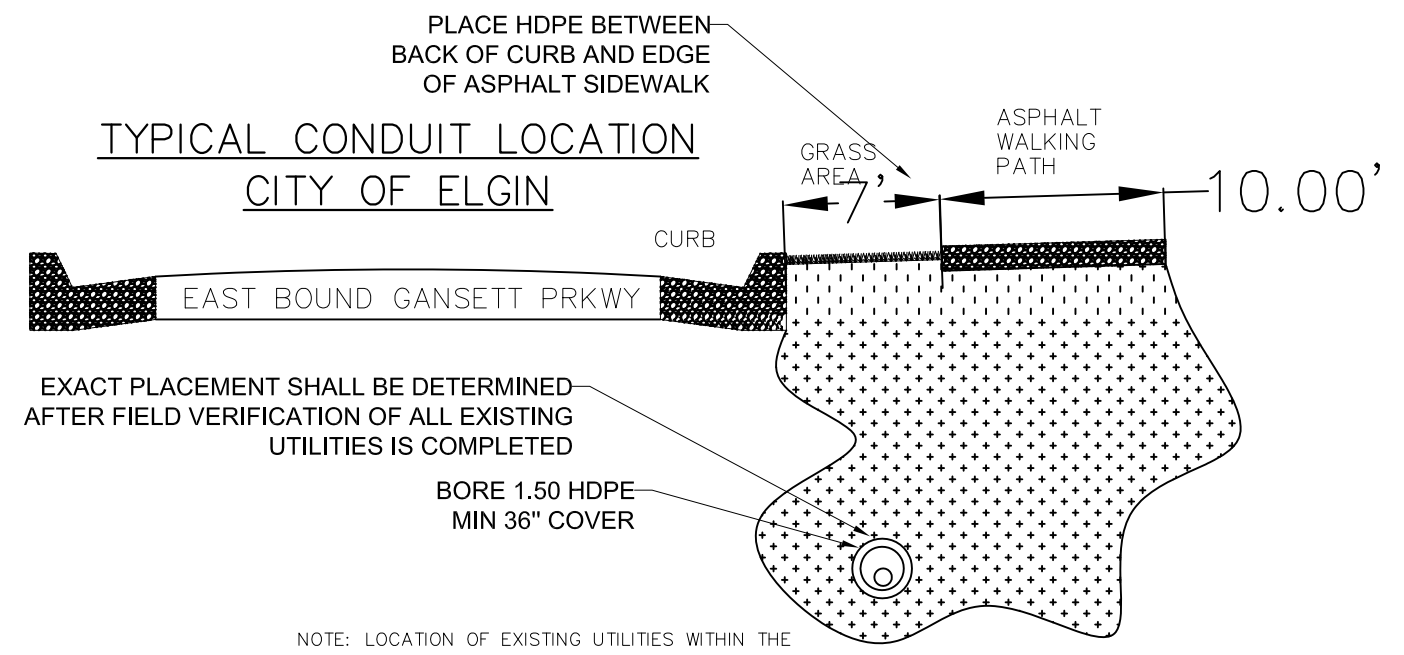 PLACE HDPE BETWEEN
BACK OF CURB AND EDGE
OF ASPHALT SIDEWALK
TYPICAL CONDUIT LOCATION
CITY OF ELGIN
GRASS
AREA
7'
ASPHALT
WALKING
PATH
10.00'
CURB
EAST BOUND GANSETT PRKWY
EXACT PLACEMENT SHALL BE DETERMINED
AFTER FIELD VERIFICATION OF ALL EXISTING
UTILITIES IS COMPLETED
BORE 1.50 HDPE
MIN 36" COVER
NOTE: LOCATION OF EXISTING UTILITIES WITHIN THE